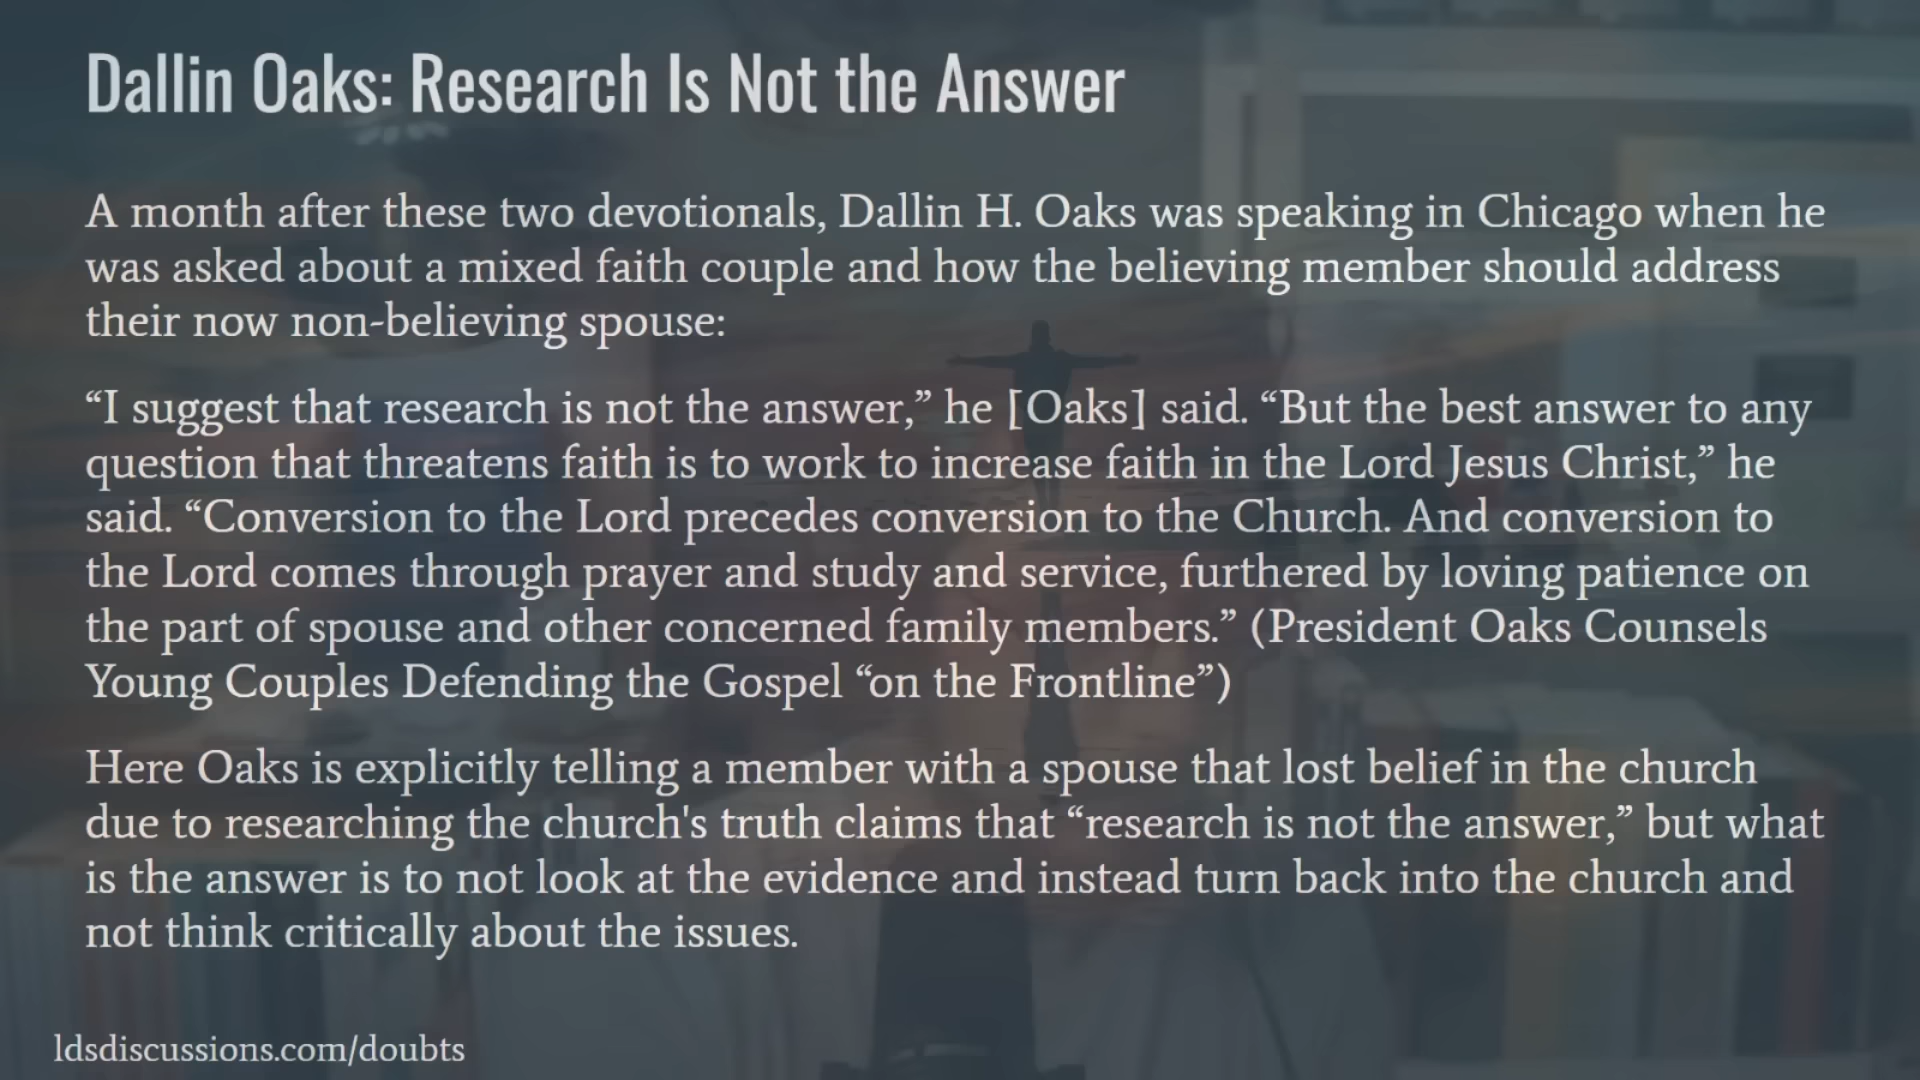 Dallin Oaks: Research Is Not the Answer
A month after these two devotionals, Dallin H. Oaks was speaking in Chicago when he
was asked about a mixed faith couple and how the believing member should address
their now non-believing spouse:
“I suggest that research is not the answer,” he [Oaks] said. “But the best answer to any
question that threatens faith is to work to increase faith in the Lord Jesus Christ,” he
said. “Conversion to the Lord precedes conversion to the Church. And conversion to
the Lord comes through prayer and study and service, furthered by loving patience on
the part of spouse and other concerned family members.” (President Oaks Counsels
Young Couples Defending the Gospel “on the Frontline”)
Here Oaks is explicitly telling a member with a spouse that lost belief in the church
due to researching the church's truth claims that “research is not the answer,” but what
is the answer is to not look at the evidence and instead turn back into the church and
not think critically about the issues.
ldsdiscussions.com/doubts